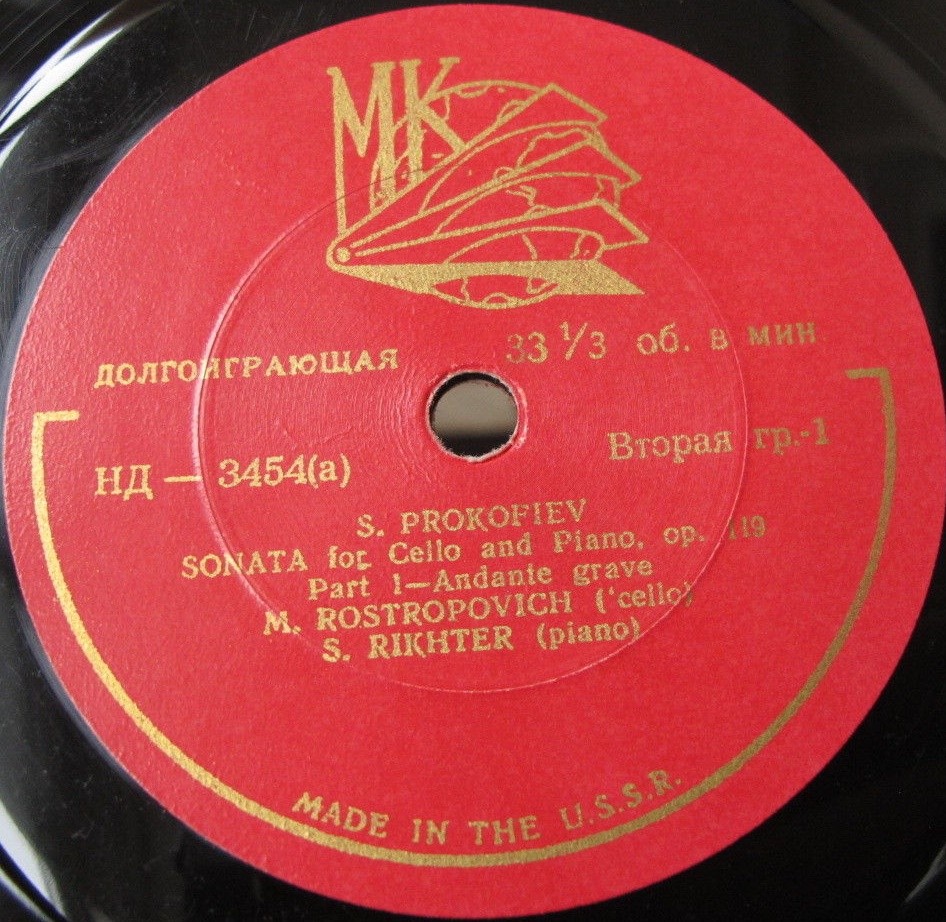 МК
ДОЛГОИГРАЮЩАЯ 33 1/3 об. в мин.
НД — 3454(а) Вторая гр.-1
S. PROKOFIEV
SONATA for Cello and Piano, op. 119
Part 1—Andante grave
M. ROSTROPOVICH ('cello)
S. RIKHTER (piano)
MADE IN THE U.S.S.R.